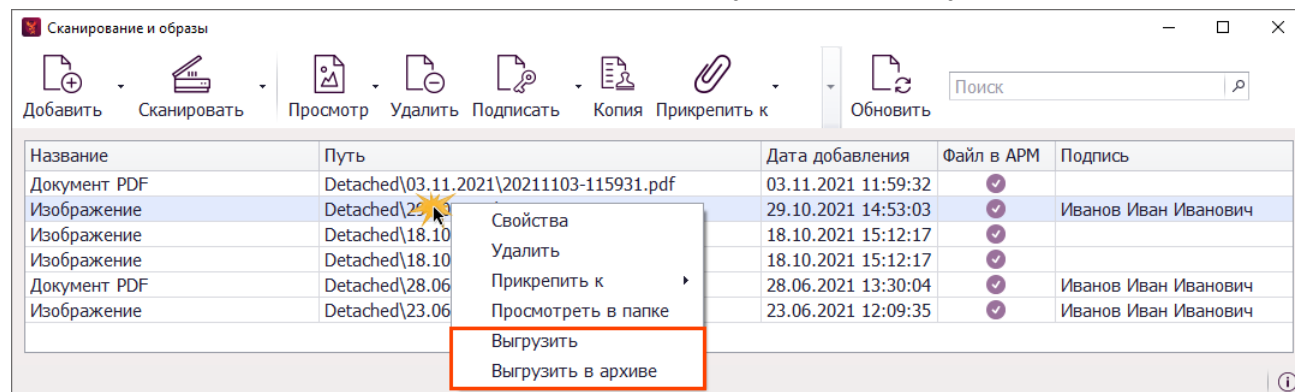 Сканирование и образы
Добавить Сканировать Просмотр Удалить Подписать Копия Прикрепить к Обновить Поиск
Название Путь Дата добавления Файл в АРМ Подпись
Документ PDF Detached\03.11.2021\20211103-115931.pdf 03.11.2021 11:59:32
Изображение Detached\2 29.10.2021 14:53:03 Иванов Иван Иванович
Изображение Detached\18.10 18.10.2021 15:12:17
Изображение Detached\18.10 18.10.2021 15:12:17
Документ PDF Detached\28.06 28.06.2021 13:30:04 Иванов Иван Иванович
Изображение Detached\23.06 23.06.2021 12:09:35 Иванов Иван Иванович
Свойства
Удалить
Прикрепить к
Просмотреть в папке
Выгрузить
Выгрузить в архиве